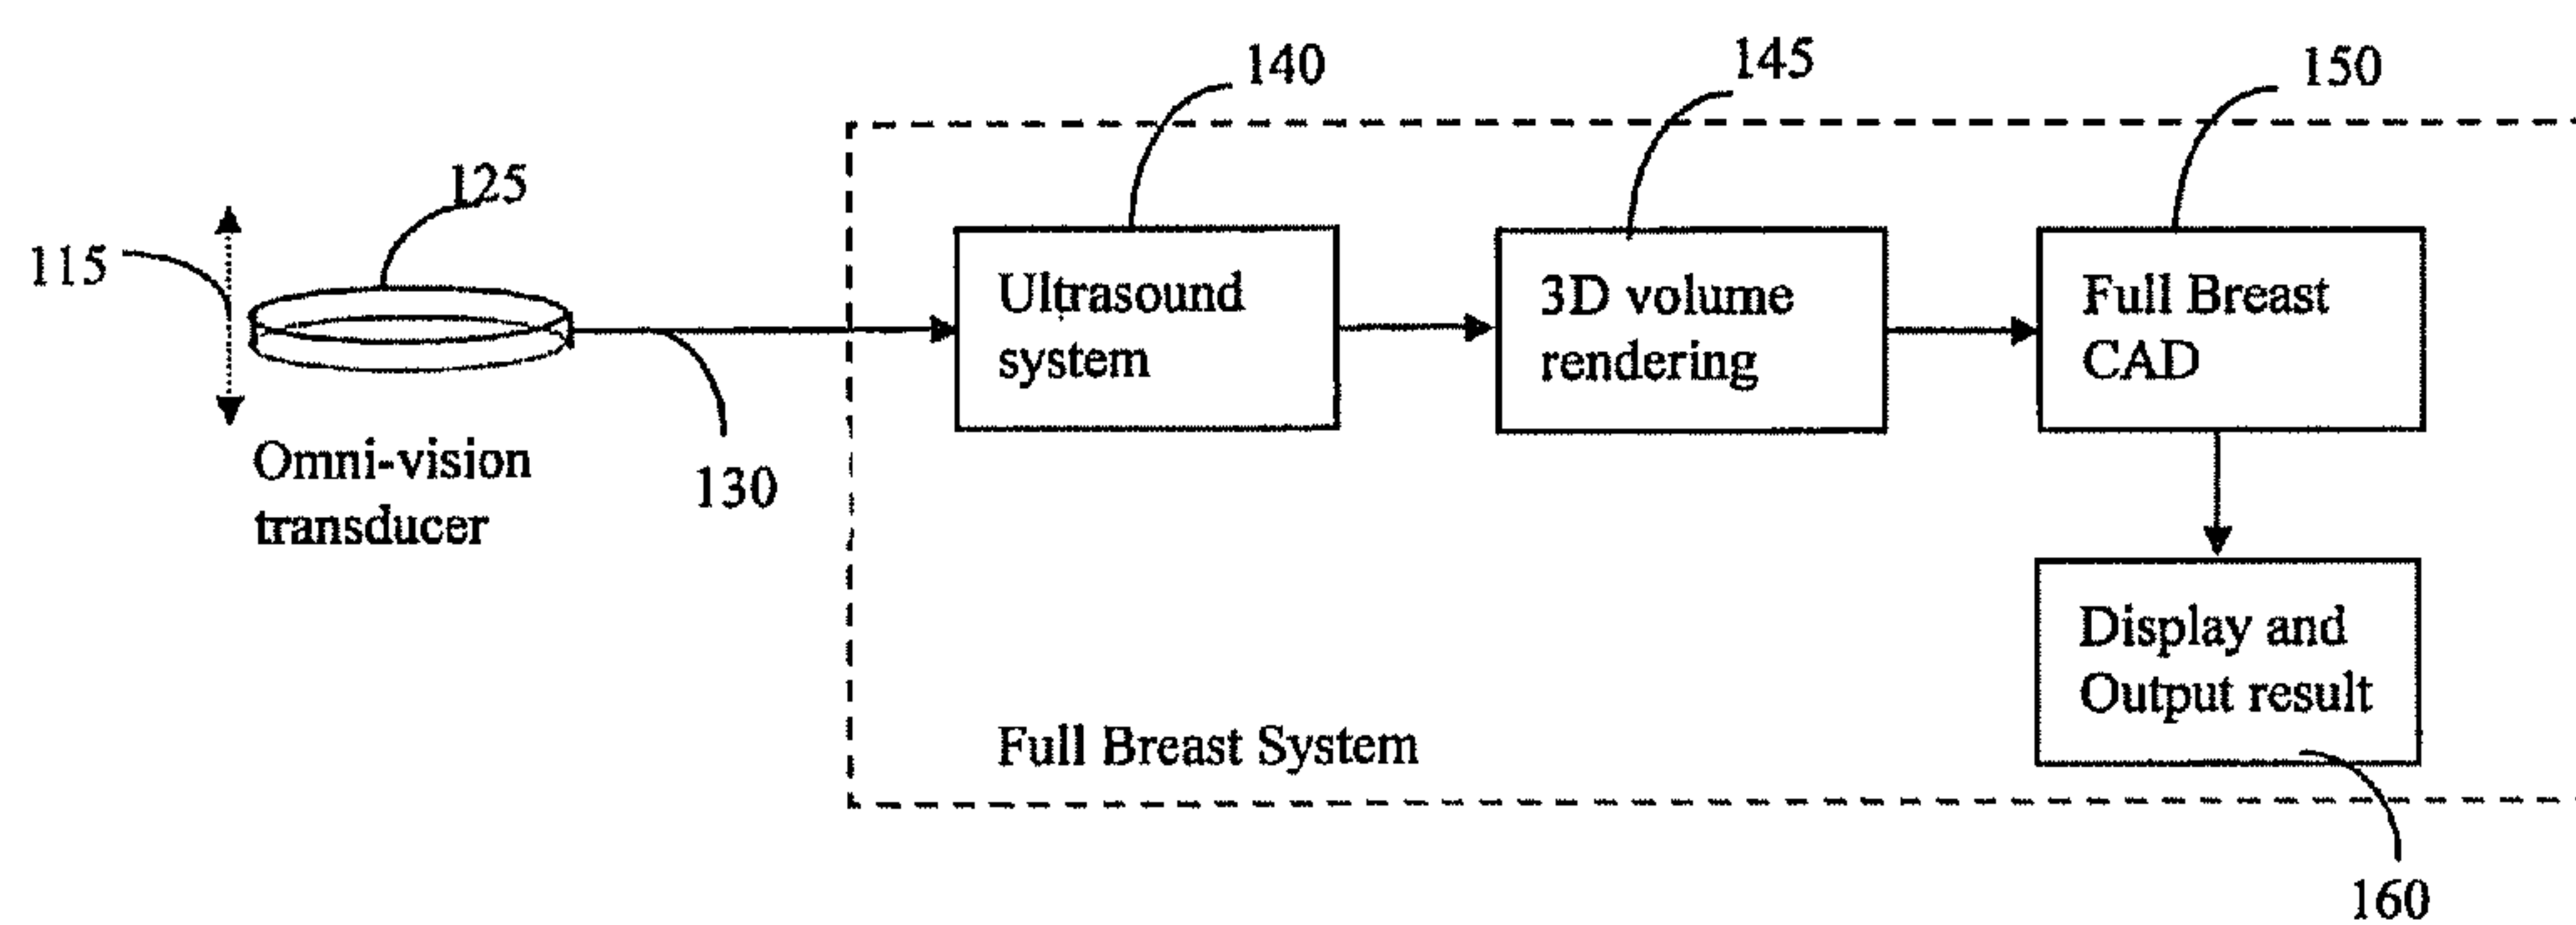 140
145
150
125
115
Ultrasound
system
3D volume
rendering
Full Breast
CAD
Omni-vision
transducer
130
Display and
Output result
Full Breast System
160